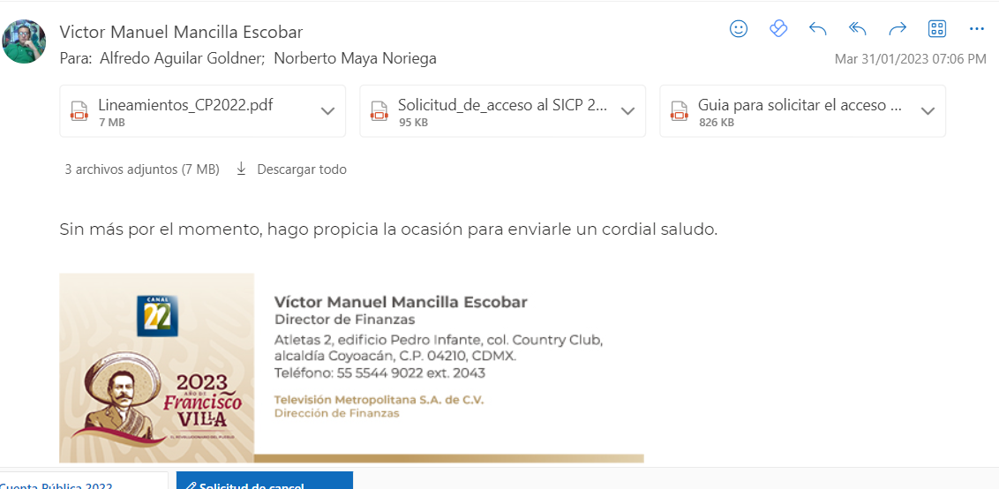 Victor Manuel Mancilla Escobar
Para: Alfredo Aguilar Goldner; Norberto Maya Noriega
Mar 31/01/2023 07:06 PM
Lineamientos_CP2022.pdf
7 MB
Solicitud_de_acceso al SICP 2...
95 KB
Guia para solicitar el acceso ...
826 KB
3 archivos adjuntos (7 MB)
Descargar todo
Sin más por el momento, hago propicia la ocasión para enviarle un cordial saludo.
CANAL
22
2023
AÑO DE
Francisco
VILLA
EL REVOLUCIONARIO DEL PUEBLO
Víctor Manuel Mancilla Escobar
Director de Finanzas
Atletas 2, edificio Pedro Infante, col. Country Club,
alcaldía Coyoacán, C.P. 04210, CDMX.
Teléfono: 55 5544 9022 ext. 2043
Televisión Metropolitana S.A. de C.V.
Dirección de Finanzas
Cuenta Pública 2022
Solicitud de cancel